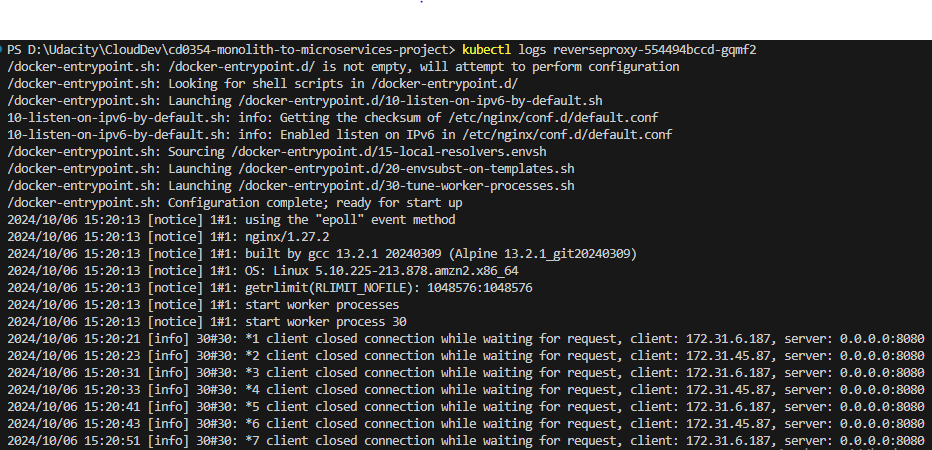 PS D:\Udacity\CloudDev\cd0354-monolith-to-microservices-project> kubectl logs reverseproxy-554494bccd-gqmf2
/docker-entrypoint.sh: /docker-entrypoint.d/ is not empty, will attempt to perform configuration
/docker-entrypoint.sh: Looking for shell scripts in /docker-entrypoint.d/
/docker-entrypoint.sh: Launching /docker-entrypoint.d/10-listen-on-ipv6-by-default.sh
10-listen-on-ipv6-by-default.sh: info: Getting the checksum of /etc/nginx/conf.d/default.conf
10-listen-on-ipv6-by-default.sh: info: Enabled listen on IPv6 in /etc/nginx/conf.d/default.conf
/docker-entrypoint.sh: Sourcing /docker-entrypoint.d/15-local-resolvers.envsh
/docker-entrypoint.sh: Launching /docker-entrypoint.d/20-envsubst-on-templates.sh
/docker-entrypoint.sh: Launching /docker-entrypoint.d/30-tune-worker-processes.sh
/docker-entrypoint.sh: Configuration complete; ready for start up
2024/10/06 15:20:13 [notice] 1#1: using the "epoll" event method
2024/10/06 15:20:13 [notice] 1#1: nginx/1.27.2
2024/10/06 15:20:13 [notice] 1#1: built by gcc 13.2.1 20240309 (Alpine 13.2.1_git20240309)
2024/10/06 15:20:13 [notice] 1#1: OS: Linux 5.10.225-213.878.amzn2.x86_64
2024/10/06 15:20:13 [notice] 1#1: getrlimit(RLIMIT_NOFILE): 1048576:1048576
2024/10/06 15:20:13 [notice] 1#1: start worker processes
2024/10/06 15:20:13 [notice] 1#1: start worker process 30
2024/10/06 15:20:21 [info] 30#30: *1 client closed connection while waiting for request, client: 172.31.6.187, server: 0.0.0.0:8080
2024/10/06 15:20:23 [info] 30#30: *2 client closed connection while waiting for request, client: 172.31.45.87, server: 0.0.0.0:8080
2024/10/06 15:20:31 [info] 30#30: *3 client closed connection while waiting for request, client: 172.31.6.187, server: 0.0.0.0:8080
2024/10/06 15:20:33 [info] 30#30: *4 client closed connection while waiting for request, client: 172.31.45.87, server: 0.0.0.0:8080
2024/10/06 15:20:41 [info] 30#30: *5 client closed connection while waiting for request, client: 172.31.6.187, server: 0.0.0.0:8080
2024/10/06 15:20:43 [info] 30#30: *6 client closed connection while waiting for request, client: 172.31.45.87, server: 0.0.0.0:8080
2024/10/06 15:20:51 [info] 30#30: *7 client closed connection while waiting for request, client: 172.31.6.187, server: 0.0.0.0:8080